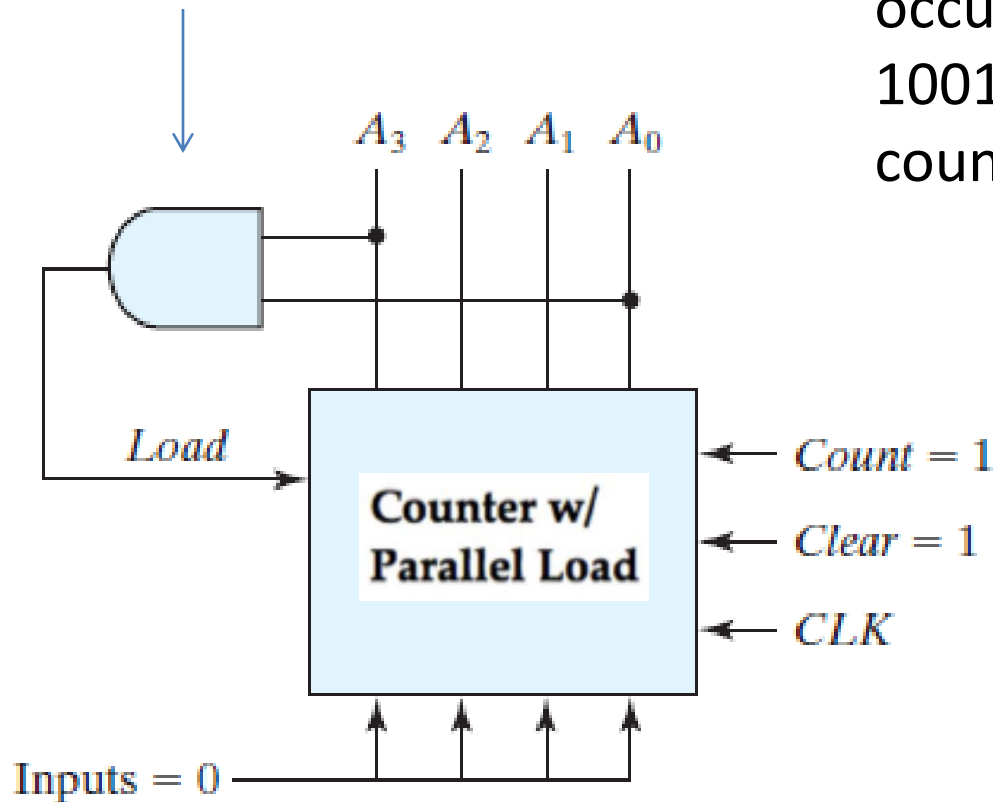 occu
1001
coun
A₃ A₂ A₁ A₀
Load
Count = 1
Counter w/
Parallel Load
Clear = 1
CLK
Inputs = 0